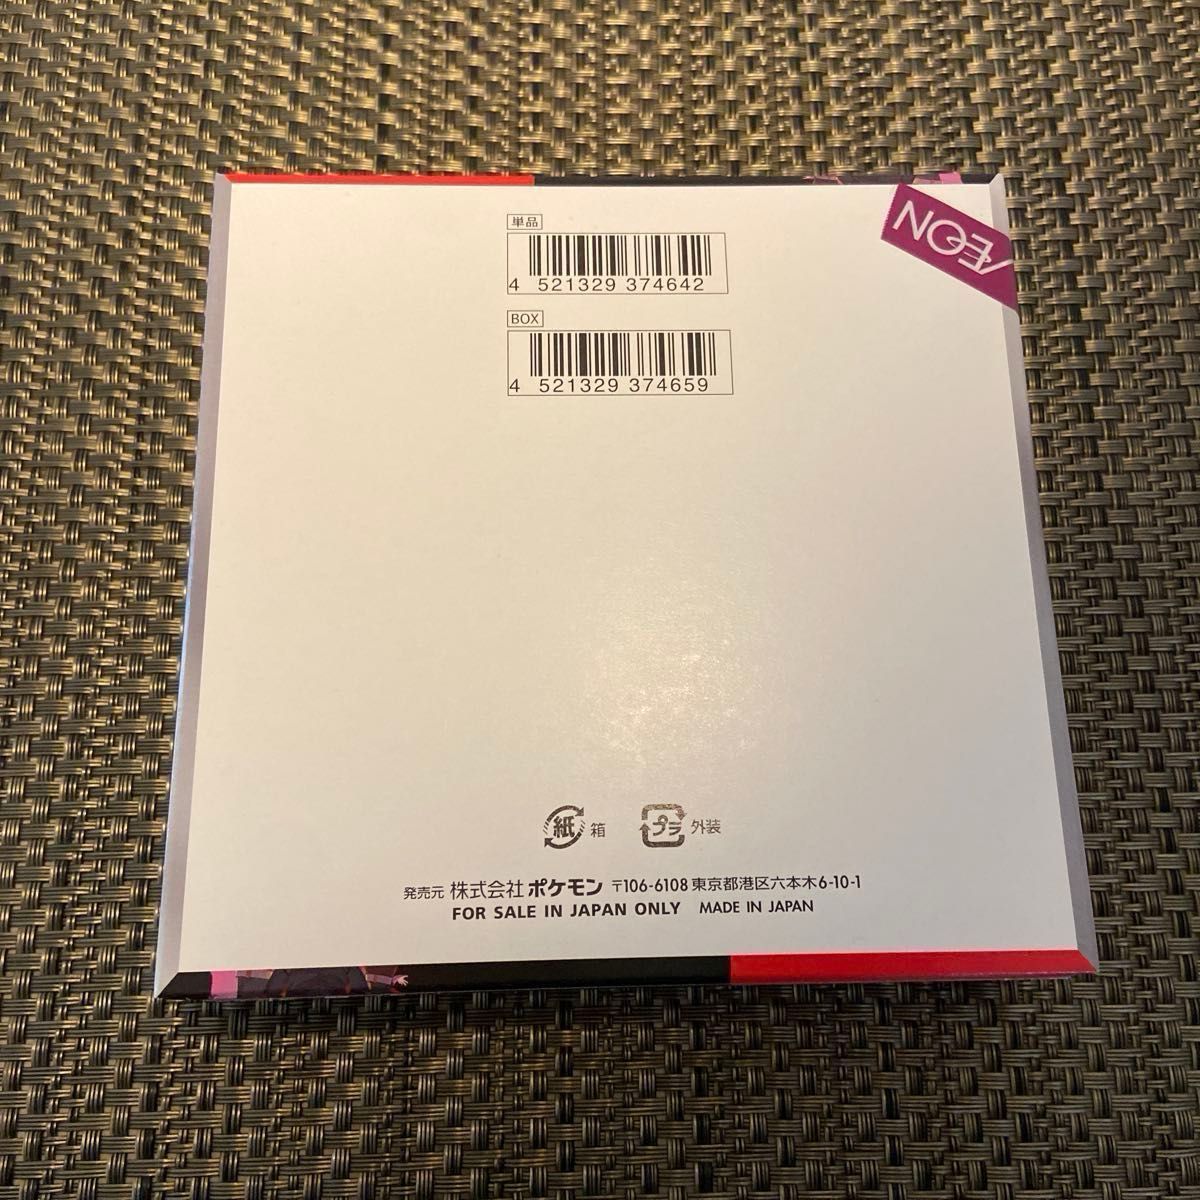 単品
4 521329 374642
ÆON
BOX
4 521329 374659
紙 箱 プラ 外装
発売元 株式会社 ポケモン 〒106-6108 東京都港区六本木6-10-1
FOR SALE IN JAPAN ONLY MADE IN JAPAN